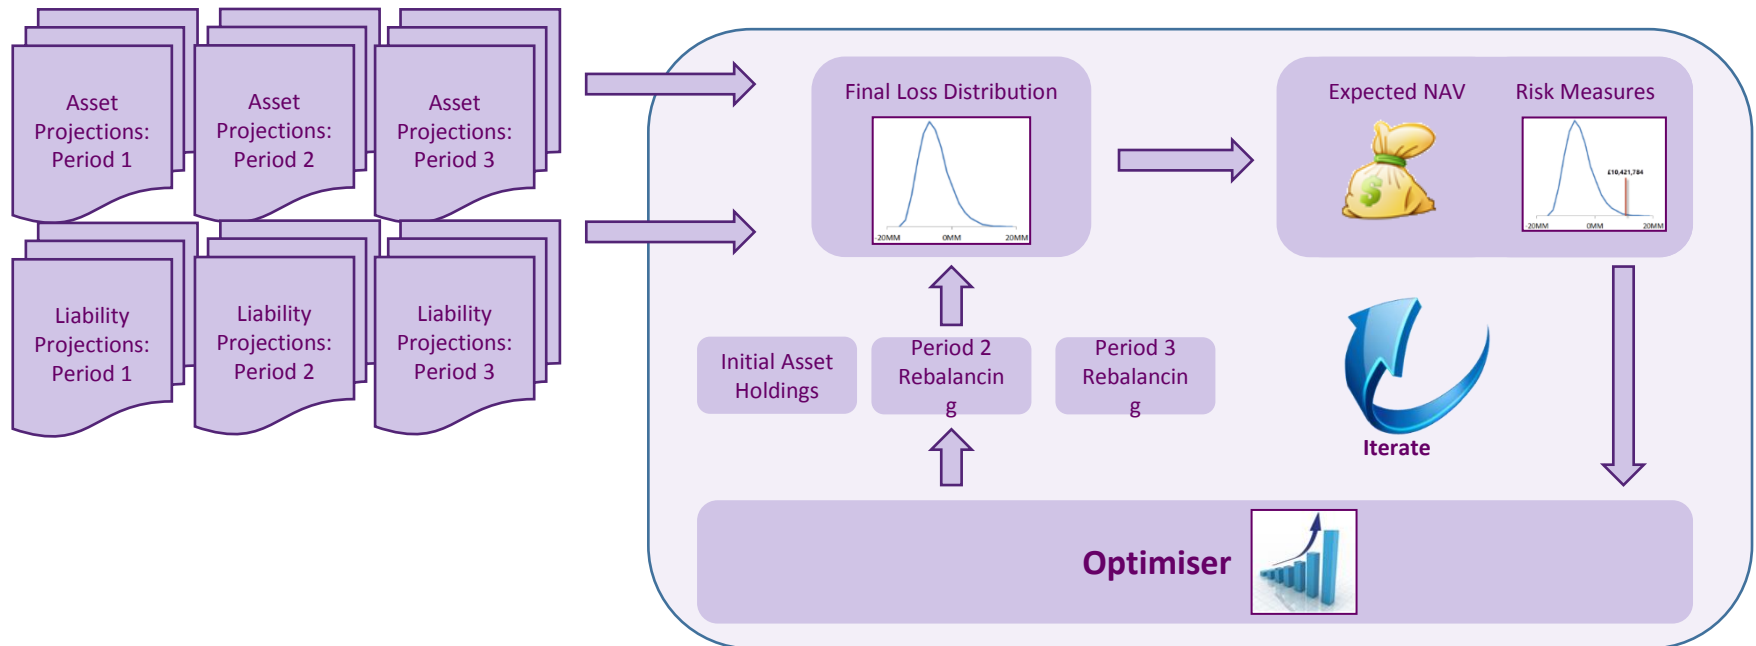 Asset
Projections:
Period 1
Asset
Projections:
Period 2
Asset
Projections:
Period 3
Liability
Projections:
Period 1
Liability
Projections:
Period 2
Liability
Projections:
Period 3
Final Loss Distribution
-20MM 0MM 20MM
Expected NAV
$
Risk Measures
£10,421,784
-20MM 0MM 20MM
Initial Asset
Holdings
Period 2
Rebalancin
g
Period 3
Rebalancin
g
Iterate
Optimiser